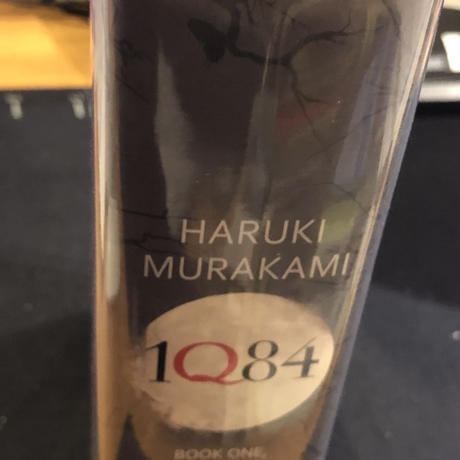 HARUKI
MURAKAMI
1Q84
BOOK ONE,